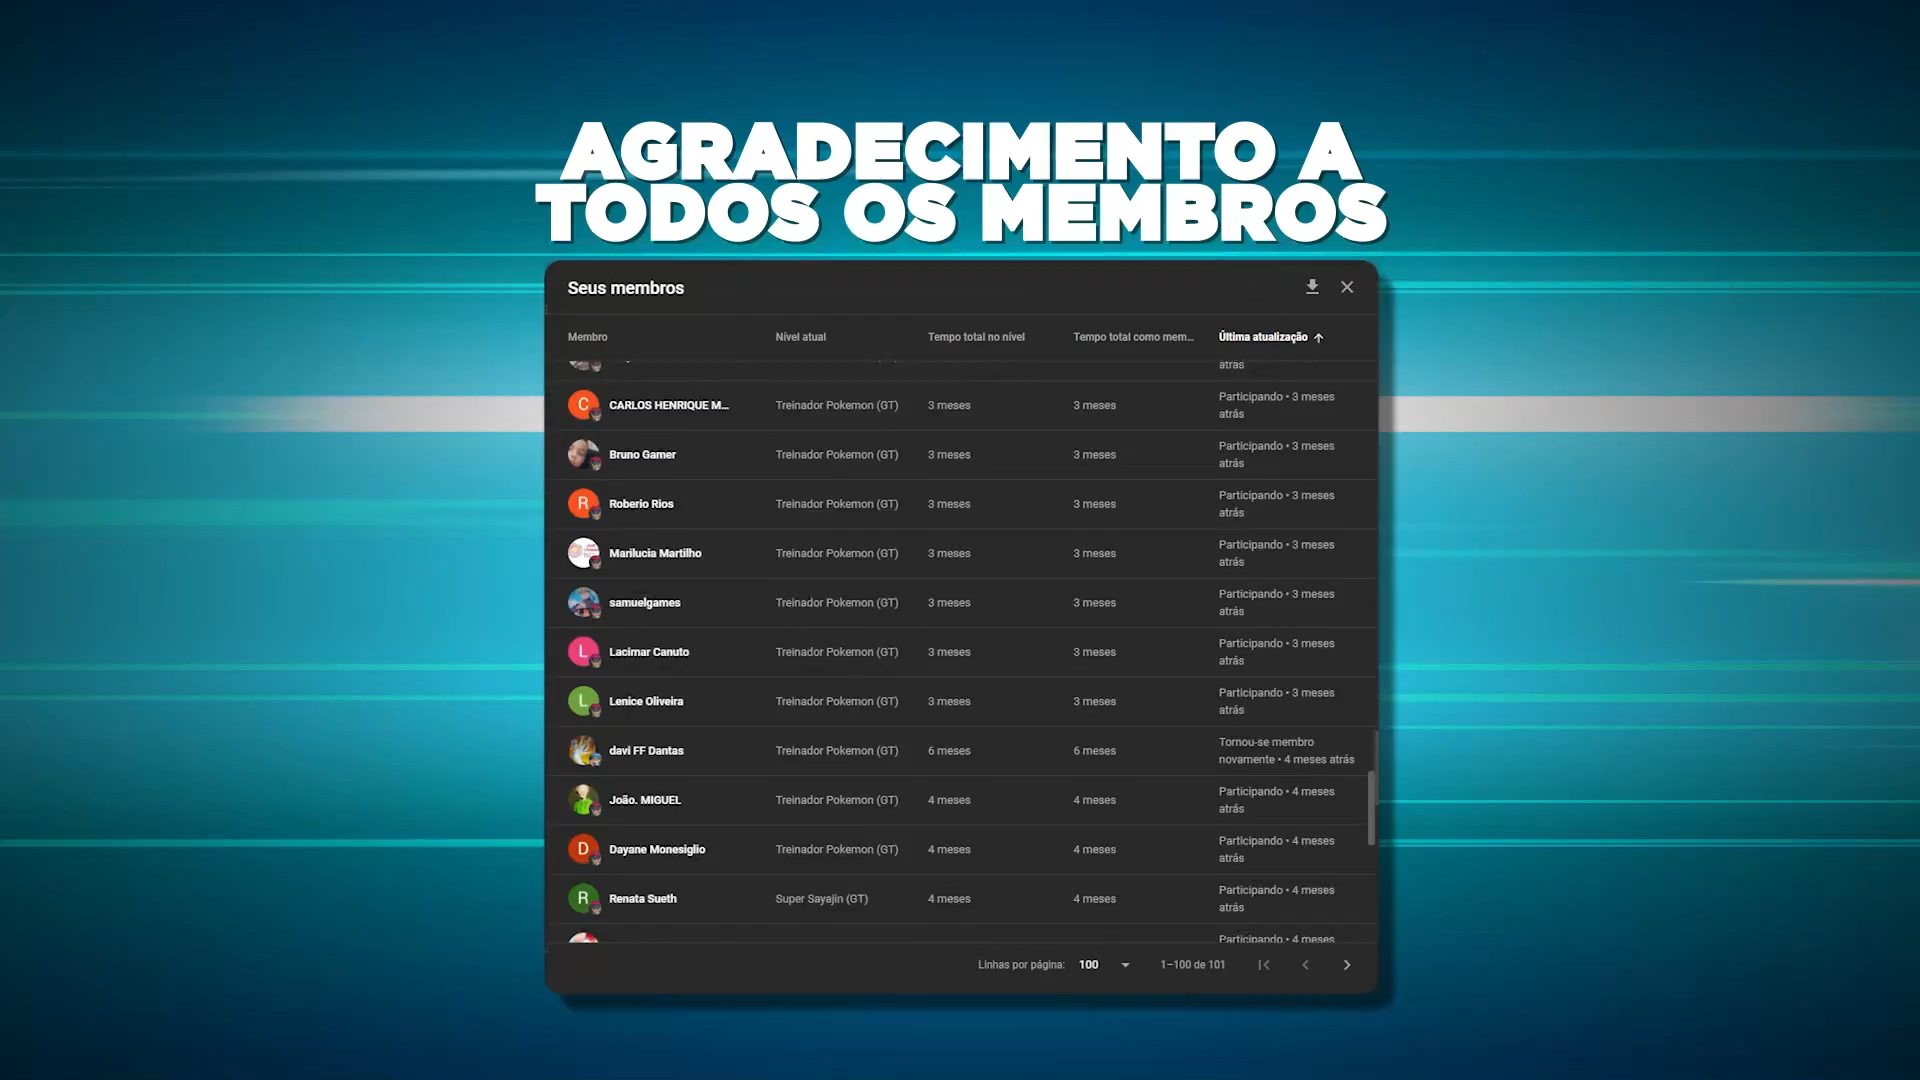 AGRADECIMENTO A
TODOS OS MEMBROS
Seus membros
Membro Nível atual Tempo total no nível Tempo total como mem... Última atualização
atrás
C CARLOS HENRIQUE M... Treinador Pokemon (GT) 3 meses 3 meses Participando • 3 meses
atrás
Bruno Gamer Treinador Pokemon (GT) 3 meses 3 meses Participando • 3 meses
atrás
R Roberio Rios Treinador Pokemon (GT) 3 meses 3 meses Participando • 3 meses
atrás
Marilucia Martilho Treinador Pokemon (GT) 3 meses 3 meses Participando • 3 meses
atrás
samuelgames Treinador Pokemon (GT) 3 meses 3 meses Participando • 3 meses
atrás
L Lacimar Canuto Treinador Pokemon (GT) 3 meses 3 meses Participando • 3 meses
atrás
L Lenice Oliveira Treinador Pokemon (GT) 3 meses 3 meses Participando • 3 meses
atrás
davi FF Dantas Treinador Pokemon (GT) 6 meses 6 meses Tornou-se membro
novamente • 4 meses atrás
João. MIGUEL Treinador Pokemon (GT) 4 meses 4 meses Participando • 4 meses
atrás
D Dayane Monesiglio Treinador Pokemon (GT) 4 meses 4 meses Participando • 4 meses
atrás
R Renata Sueth Super Sayajin (GT) 4 meses 4 meses Participando • 4 meses
atrás
Participando • 4 meses
Linhas por página: 100 1–100 de 101